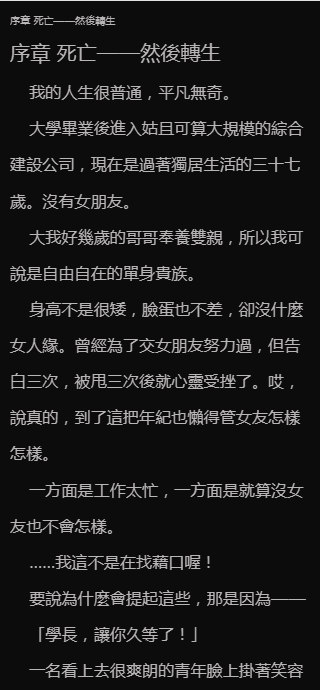 序章 死亡——然後轉生
序章 死亡——然後轉生
我的人生很普通，平凡無奇。
大學畢業後進入姑且可算大規模的綜合
建設公司，現在是過著獨居生活的三十七
歲。沒有女朋友。
大我好幾歲的哥哥奉養雙親，所以我可
說是自由自在的單身貴族。
身高不是很矮，臉蛋也不差，卻沒什麼
女人緣。曾經為了交女朋友努力過，但告
白三次，被甩三次後就心靈受挫了。哎，
說真的，到了這把年紀也懶得管女友怎樣
怎樣。
一方面是工作太忙，一方面是就算沒女
友也不會怎樣。
……我這不是在找藉口喔！
要說為什麼會提起這些，那是因為——
「學長，讓你久等了！」
一名看上去很爽朗的青年臉上掛著笑容